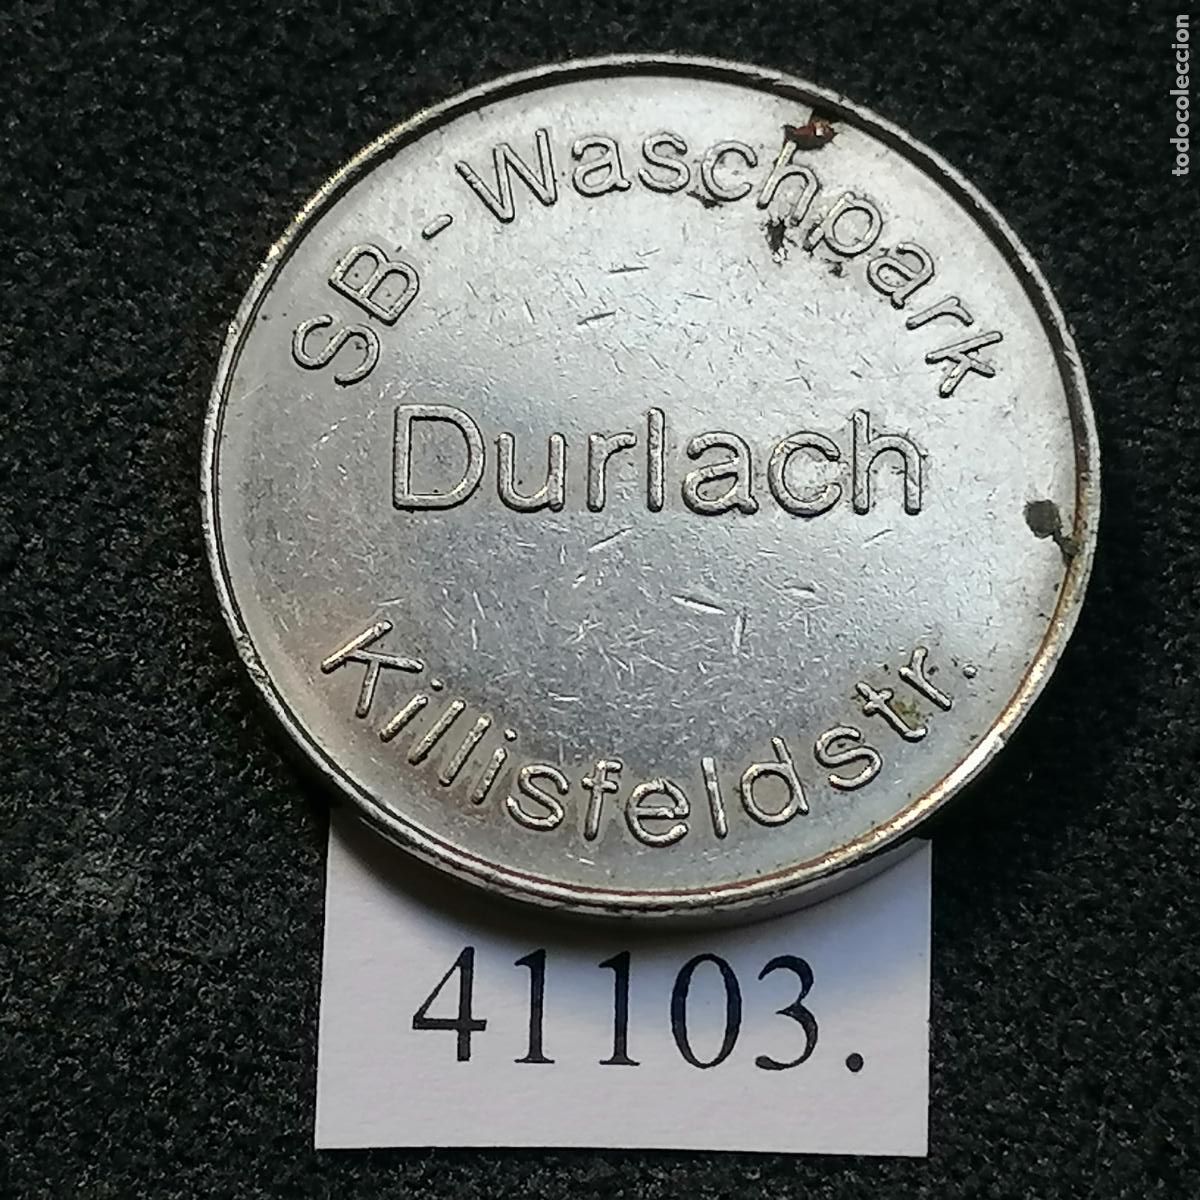 SB-Waschpark
Durlach
Killisfeldstr.
41103.
todocoleccion